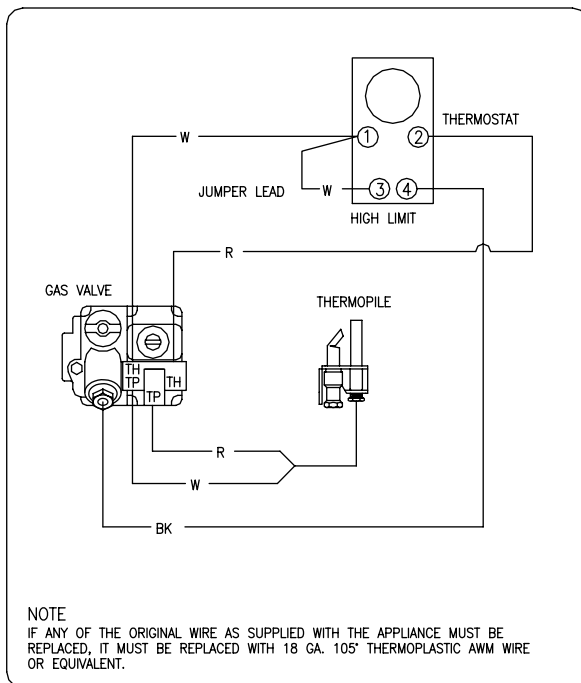 THERMOSTAT
W
1
2
JUMPER LEAD
W
3
4
HIGH LIMIT
R
GAS VALVE
THERMOPILE
TH
TP
TH
TP
R
W
BK
NOTE
IF ANY OF THE ORIGINAL WIRE AS SUPPLIED WITH THE APPLIANCE MUST BE
REPLACED, IT MUST BE REPLACED WITH 18 GA. 105° THERMOPLASTIC AWM WIRE
OR EQUIVALENT.